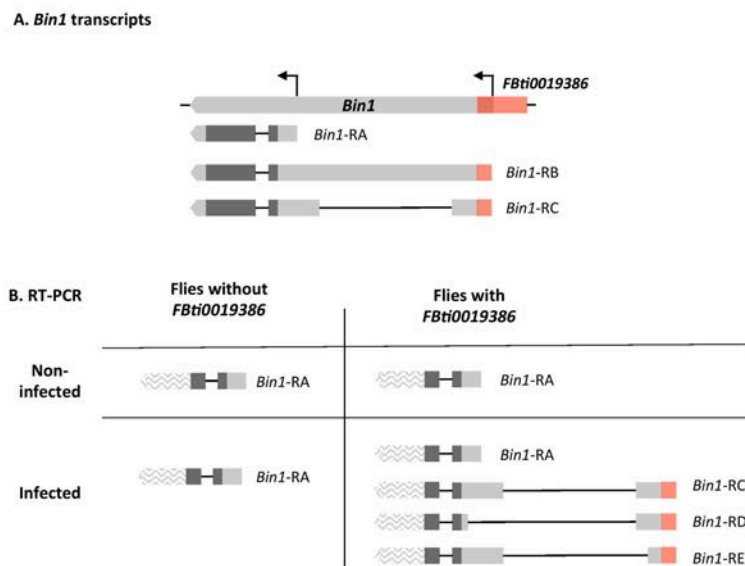 A. Bin1 transcripts
FBti0019386
Bin1
Bin1-RA
Bin1-RB
Bin1-RC
B. RT-PCR
Flies without
FBti0019386
Flies with
FBti0019386
Non-
infected
Bin1-RA
Bin1-RA
Infected
Bin1-RA
Bin1-RA
Bin1-RC
Bin1-RD
Bin1-RE